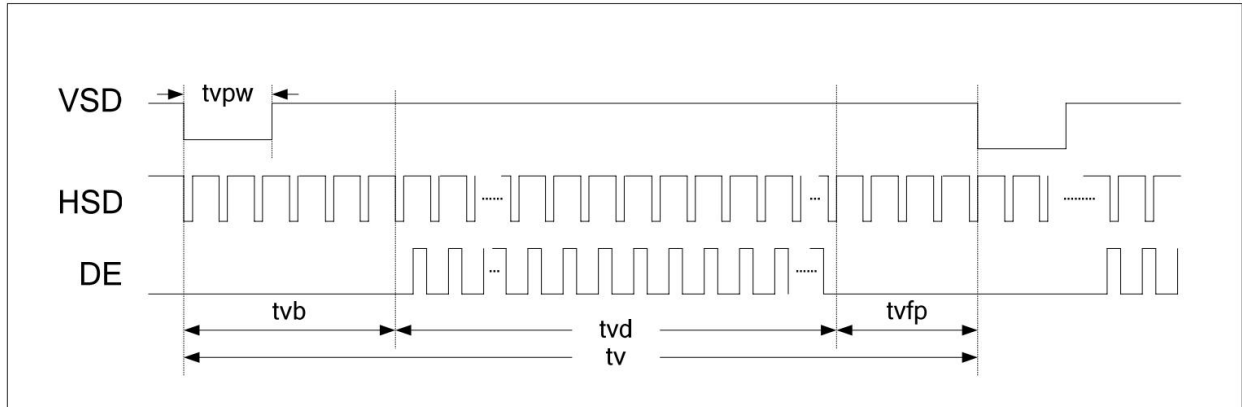 VSD
tvpw
HSD
...... ... .........
DE
... ......
tvb
tvd
tvfp
tv